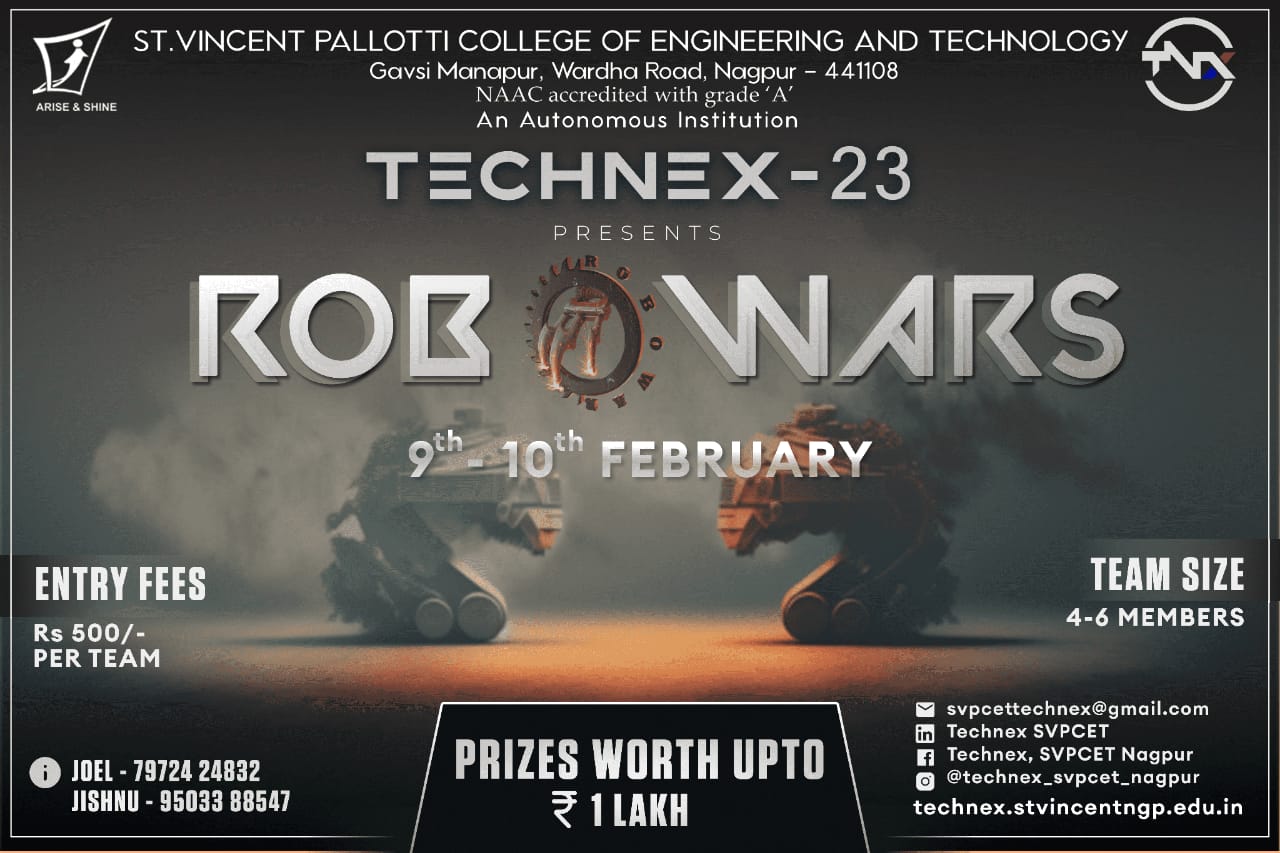 ST.VINCENT PALLOTTI COLLEGE OF ENGINEERING AND TECHNOLOGY
Gavsi Manapur, Wardha Road, Nagpur – 441108
NAAC accredited with grade ‘A’
An Autonomous Institution
ARISE & SHINE
TNX
TECHNEX-23
PRESENTS
ROB WARS
ROBOWARS
9th - 10th FEBRUARY
ENTRY FEES
Rs 500/-
PER TEAM
TEAM SIZE
4-6 MEMBERS
PRIZES WORTH UPTO
₹ 1 LAKH
JOEL - 79724 24832
JISHNU - 95033 88547
svpcettechnex@gmail.com
Technex SVPCET
Technex, SVPCET Nagpur
@technex_svpcet_nagpur
technex.stvincentngp.edu.in